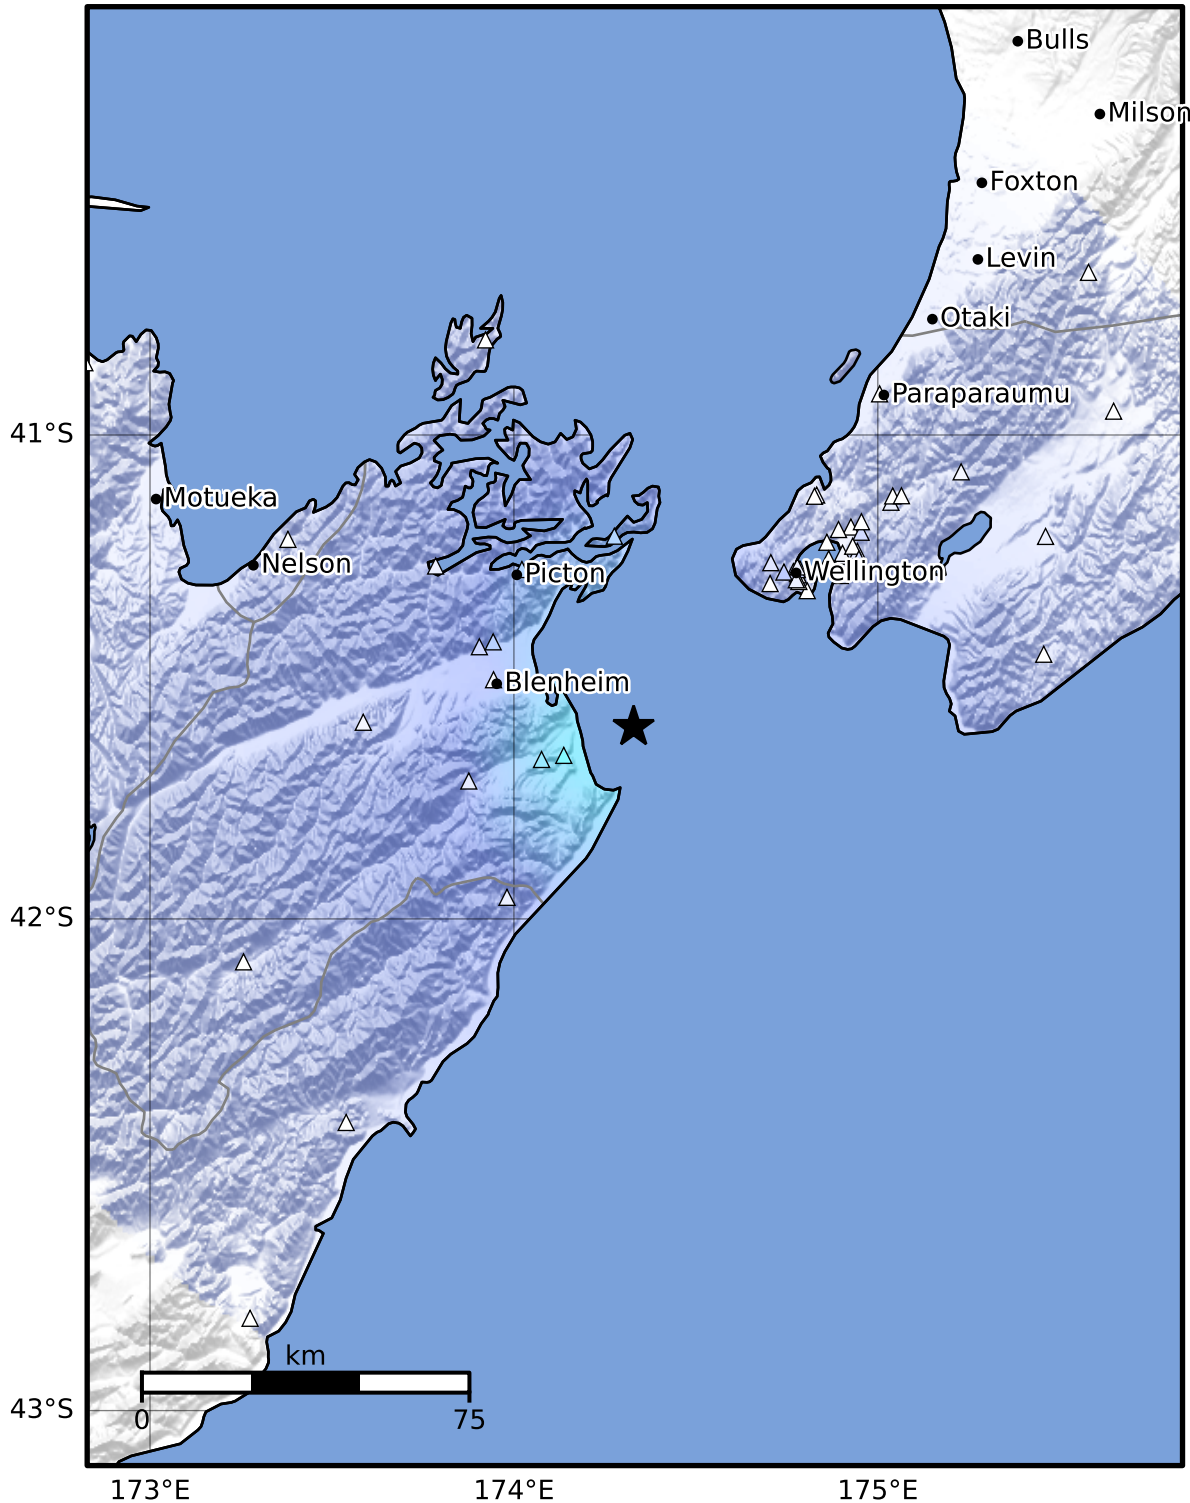 Bulls
Milson
Foxton
Levin
Otaki
Paraparaumu
41°S
Motueka
Nelson
Picton
Wellington
Blenheim
42°S
km
0
75
43°S
173°E
174°E
175°E